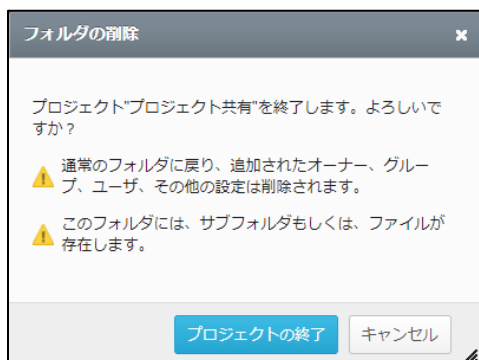 フォルダの削除
プロジェクト"プロジェクト共有"を終了します。よろしいで
すか？
通常のフォルダに戻り、追加されたオーナー、グルー
プ、ユーザ、その他の設定は削除されます。
このフォルダには、サブフォルダもしくは、ファイルが
存在します。
プロジェクトの終了
キャンセル